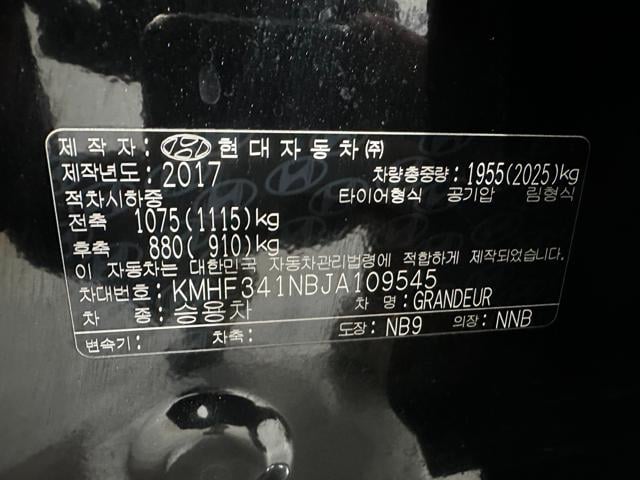 제 작 자: 현대자동차㈜
제작년도: 2017 차량총중량: 1955(2025)kg
적차시하중 타이어형식 공기압 림형식
전축 1075(1115)kg
후축 880( 910)kg
이 자동차는 대한민국 자동차관리법령에 적합하게 제작되었습니다.
차대번호: KMHF341NBJA109545
차 종: 승용차 차 명: GRANDEUR
변속기: 차축: 도장: NB9 의장: NNB